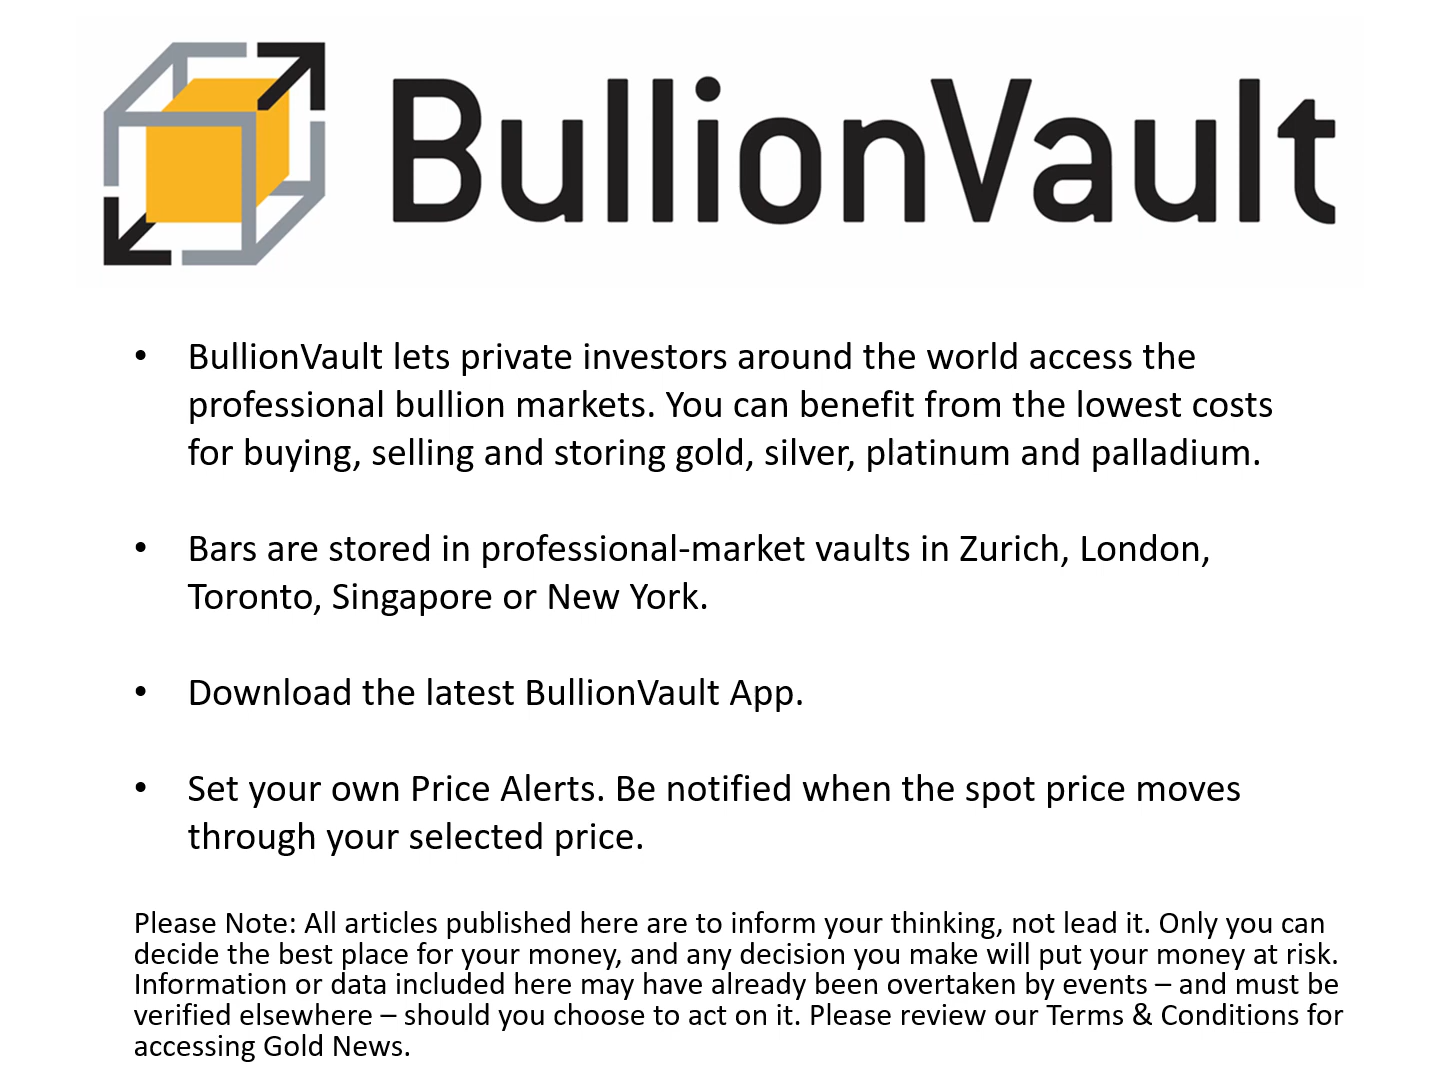 BullionVault
• BullionVault lets private investors around the world access the
professional bullion markets. You can benefit from the lowest costs
for buying, selling and storing gold, silver, platinum and palladium.
• Bars are stored in professional-market vaults in Zurich, London,
Toronto, Singapore or New York.
• Download the latest BullionVault App.
• Set your own Price Alerts. Be notified when the spot price moves
through your selected price.
Please Note: All articles published here are to inform your thinking, not lead it. Only you can
decide the best place for your money, and any decision you make will put your money at risk.
Information or data included here may have already been overtaken by events – and must be
verified elsewhere – should you choose to act on it. Please review our Terms & Conditions for
accessing Gold News.